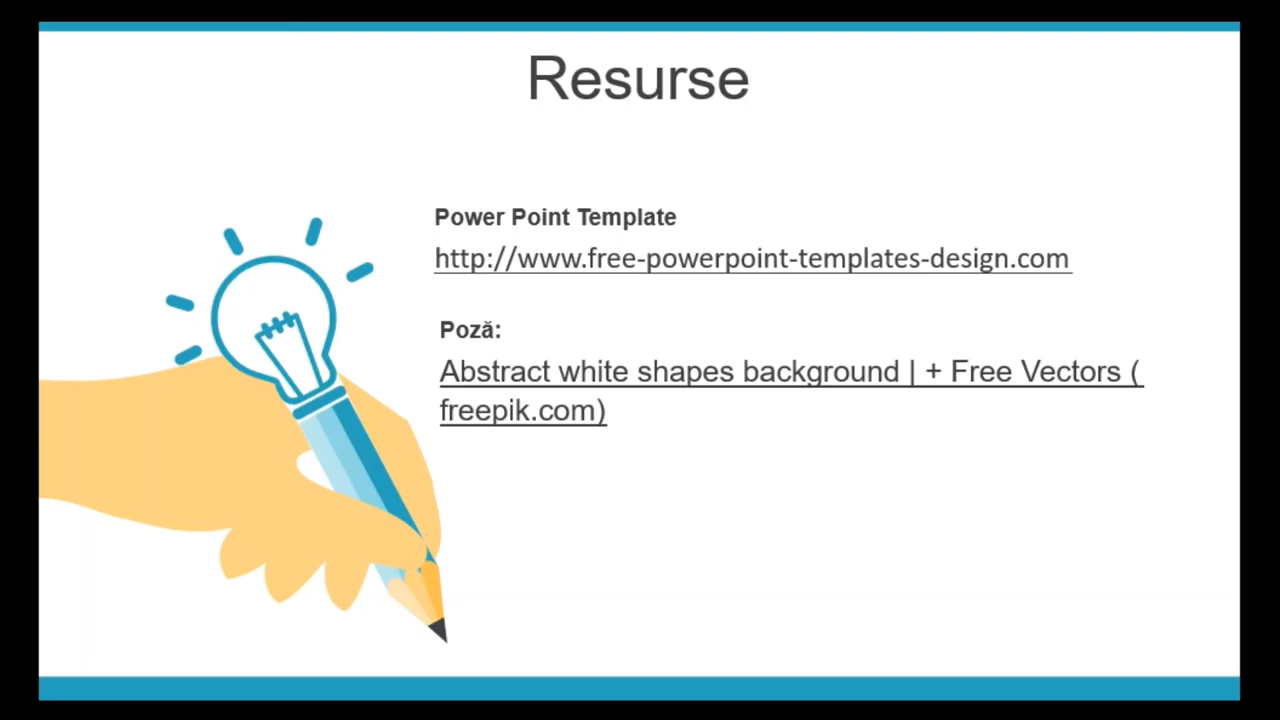 Resurse
Power Point Template
http://www.free-powerpoint-templates-design.com
Poză:
Abstract white shapes background | + Free Vectors (
freepik.com)